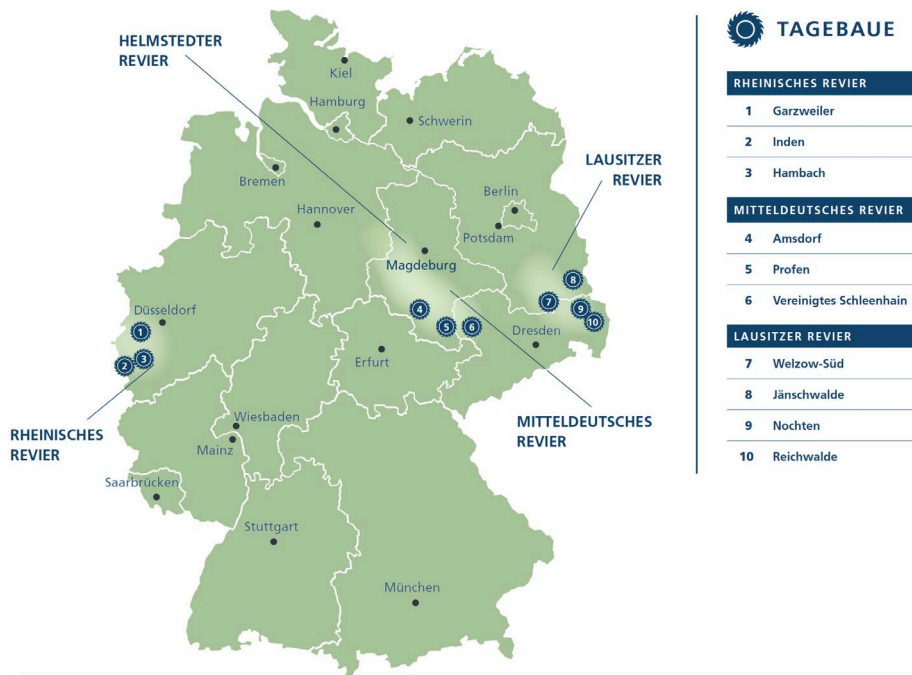 HELMSTEDTER
REVIER
Kiel
Hamburg
Schwerin
Bremen
LAUSITZER
REVIER
Berlin
Hannover
Potsdam
Magdeburg
8
7
9
10
4
5
6
Düsseldorf
1
2
3
Dresden
Erfurt
RHEINISCHES
REVIER
Wiesbaden
Mainz
MITTELDEUTSCHES
REVIER
Saarbrücken
Stuttgart
München
TAGEBAUE
RHEINISCHES REVIER
1 Garzweiler
2 Inden
3 Hambach
MITTELDEUTSCHES REVIER
4 Amsdorf
5 Profen
6 Vereinigtes Schleenhain
LAUSITZER REVIER
7 Welzow-Süd
8 Jänschwalde
9 Nochten
10 Reichwalde